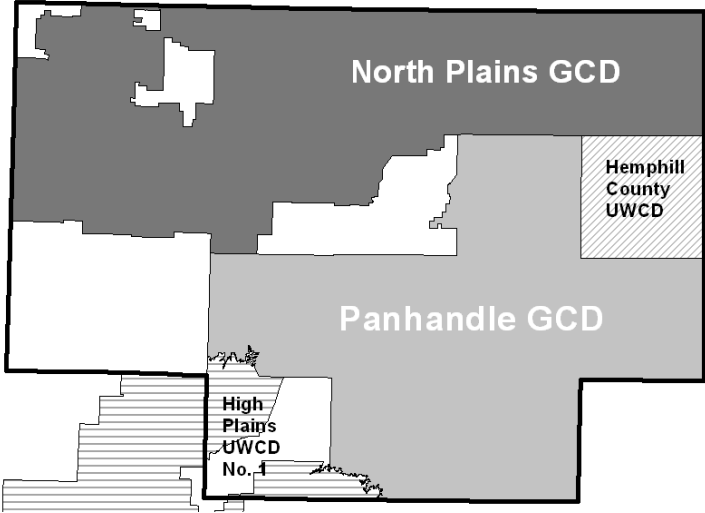 North Plains GCD
Hemphill
County
UWCD
Panhandle GCD
High
Plains
UWCD
No. 1